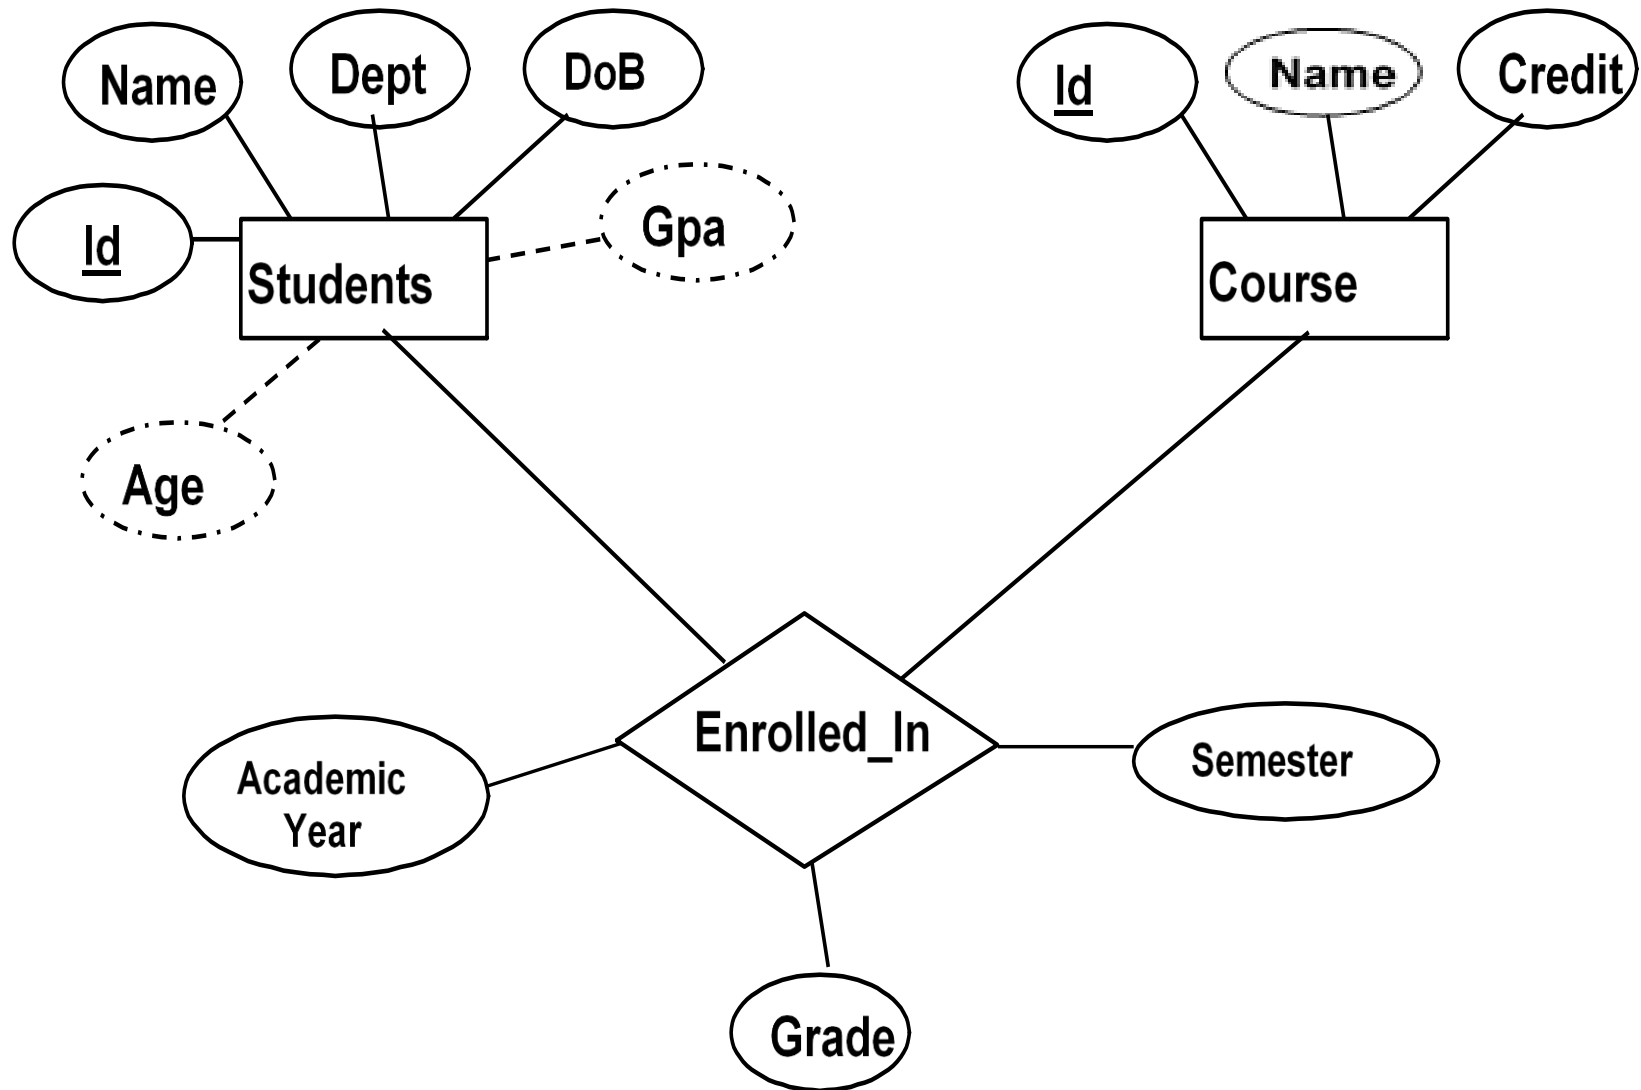 Name
Dept
DoB
Id
Name
Credit
Id
Gpa
Students
Course
Age
Enrolled_In
Academic
Year
Semester
Grade